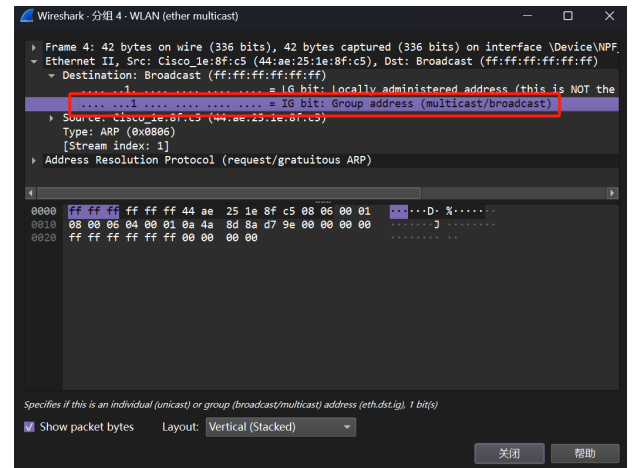 Wireshark · 分组 4 · WLAN (ether multicast)
Frame 4: 42 bytes on wire (336 bits), 42 bytes captured (336 bits) on interface \Device\NPF_
Ethernet II, Src: Cisco_1e:8f:c5 (44:ae:25:1e:8f:c5), Dst: Broadcast (ff:ff:ff:ff:ff:ff)
Destination: Broadcast (ff:ff:ff:ff:ff:ff)
.... ..1. .... .... .... .... = LG bit: Locally administered address (this is NOT the
.... ...1 .... .... .... .... = IG bit: Group address (multicast/broadcast)
Source: Cisco_1e:8f:c5 (44:ae:25:1e:8f:c5)
Type: ARP (0x0806)
[Stream index: 1]
Address Resolution Protocol (request/gratuitous ARP)
0000 ff ff ff ff ff ff 44 ae 25 1e 8f c5 08 06 00 01 ······D· %·······
0010 08 00 06 04 00 01 0a 4a 8d 8a d7 9e 00 00 00 00 ·······J ········
0020 ff ff ff ff ff ff 00 00 00 00 ········ ··
Specifies if this is an individual (unicast) or group (broadcast/multicast) address (eth.dst.ig), 1 bit(s)
Show packet bytes Layout: Vertical (Stacked)
关闭 帮助